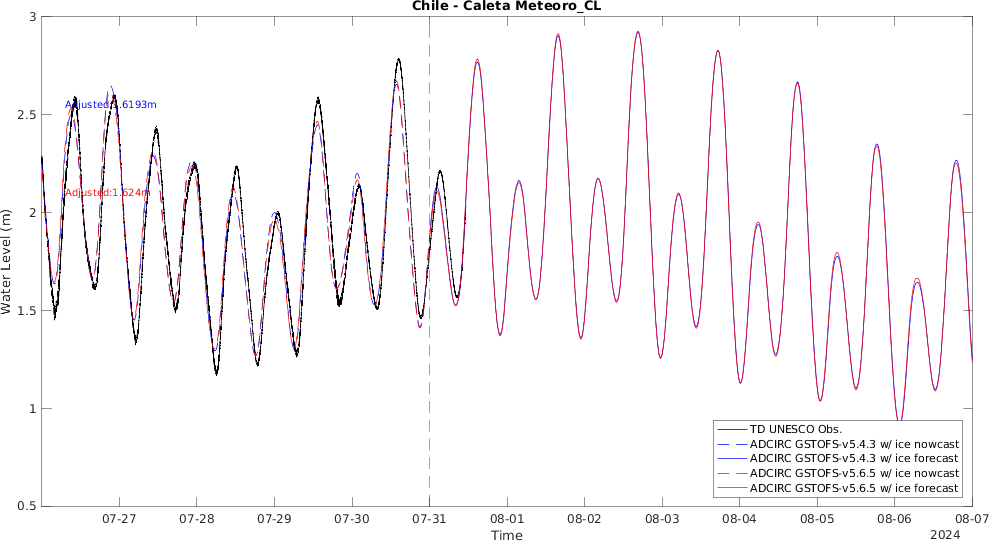 Chile - Caleta Meteoro_CL
3
2.5
2
1.5
1
0.5
Water Level (m)
Adjusted:1.6193m
Adjusted:1.624m
TD UNESCO Obs.
ADCIRC GSTOFS-v5.4.3 w/ ice nowcast
ADCIRC GSTOFS-v5.4.3 w/ ice forecast
ADCIRC GSTOFS-v5.6.5 w/ ice nowcast
ADCIRC GSTOFS-v5.6.5 w/ ice forecast
07-27 07-28 07-29 07-30 07-31 08-01 08-02 08-03 08-04 08-05 08-06 08-07
Time
2024